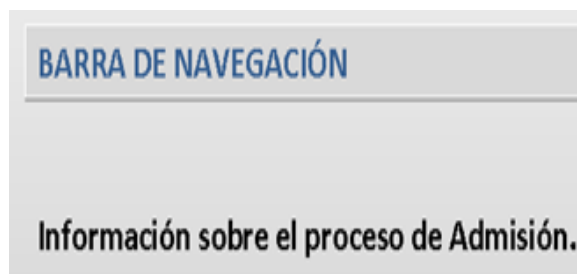 BARRA DE NAVEGACIÓN
Información sobre el proceso de Admisión.